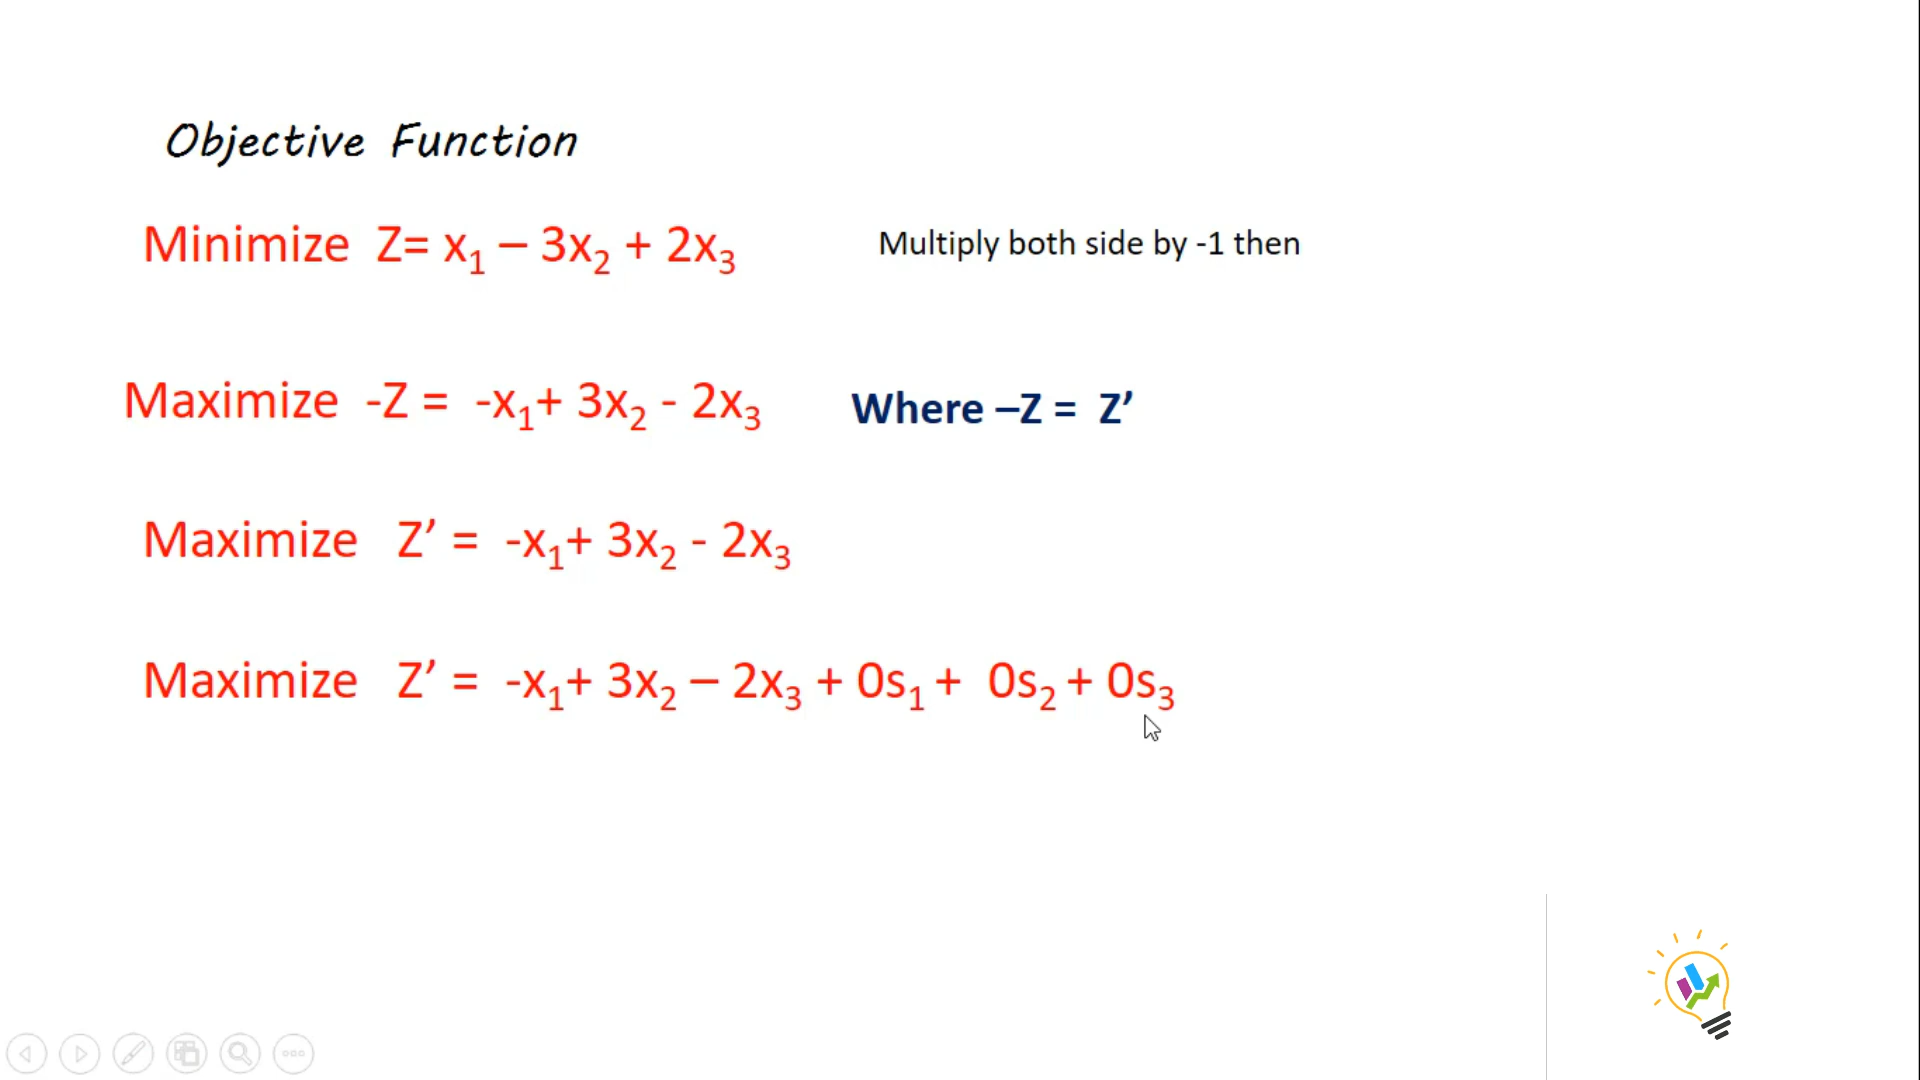 Objective Function
Minimize Z= x₁ – 3x₂ + 2x₃ Multiply both side by -1 then
Maximize -Z = -x₁+ 3x₂ - 2x₃ Where –Z = Z’
Maximize Z’ = -x₁+ 3x₂ - 2x₃
Maximize Z’ = -x₁+ 3x₂ – 2x₃ + 0s₁ + 0s₂ + 0s₃